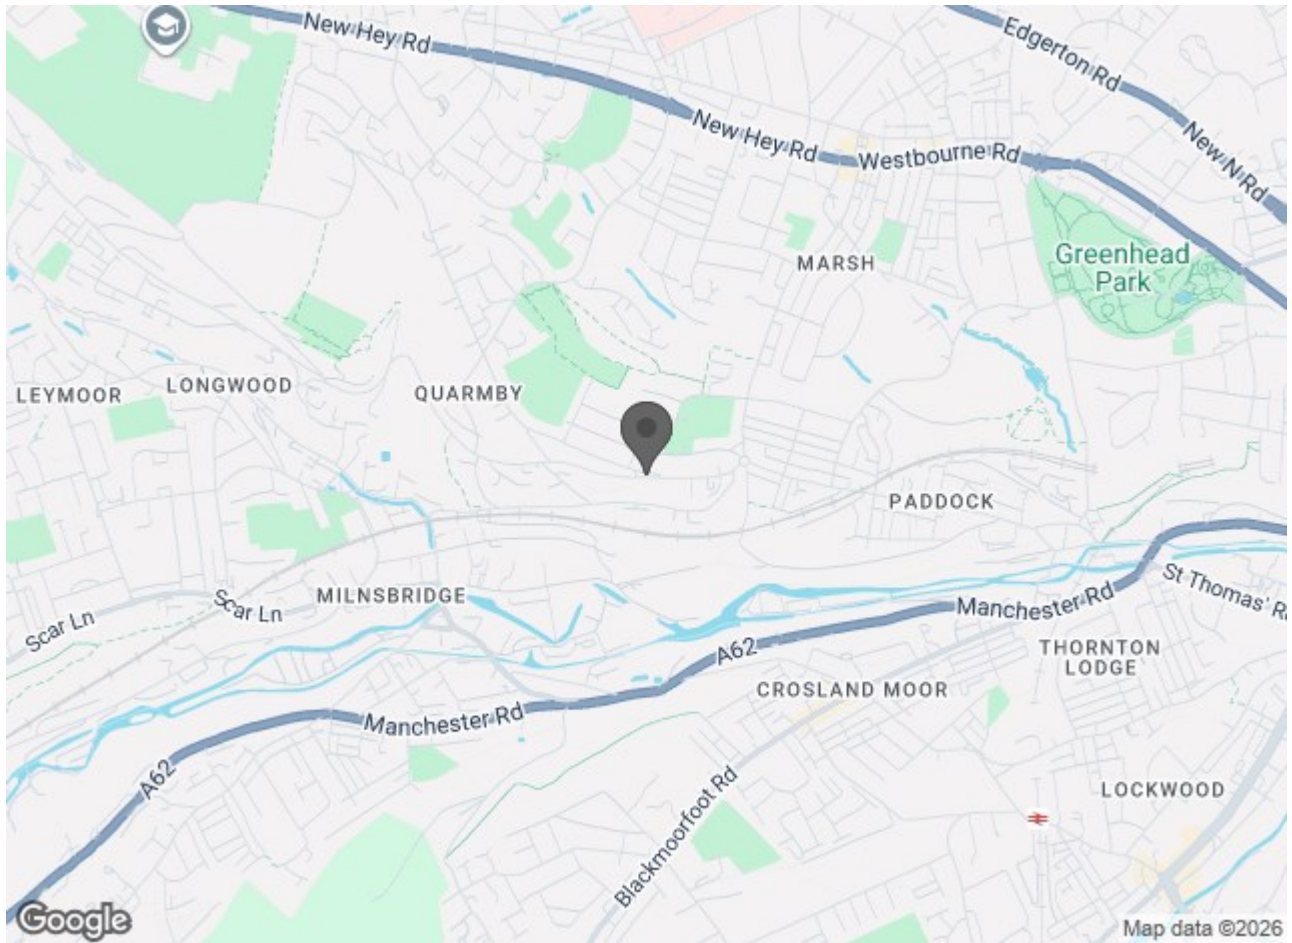 New Hey Rd
Edgerton Rd
New Hey Rd
Westbourne Rd
New N Rd
MARSH
Greenhead
Park
LEYMOOR
LONGWOOD
QUARMBY
PADDOCK
MILNSBRIDGE
Scar Ln
Scar Ln
Manchester Rd
St Thomas' R
A62
THORNTON
LODGE
CROSLAND MOOR
Manchester Rd
A62
Blackmoorfoot Rd
LOCKWOOD
Google
Map data ©2026